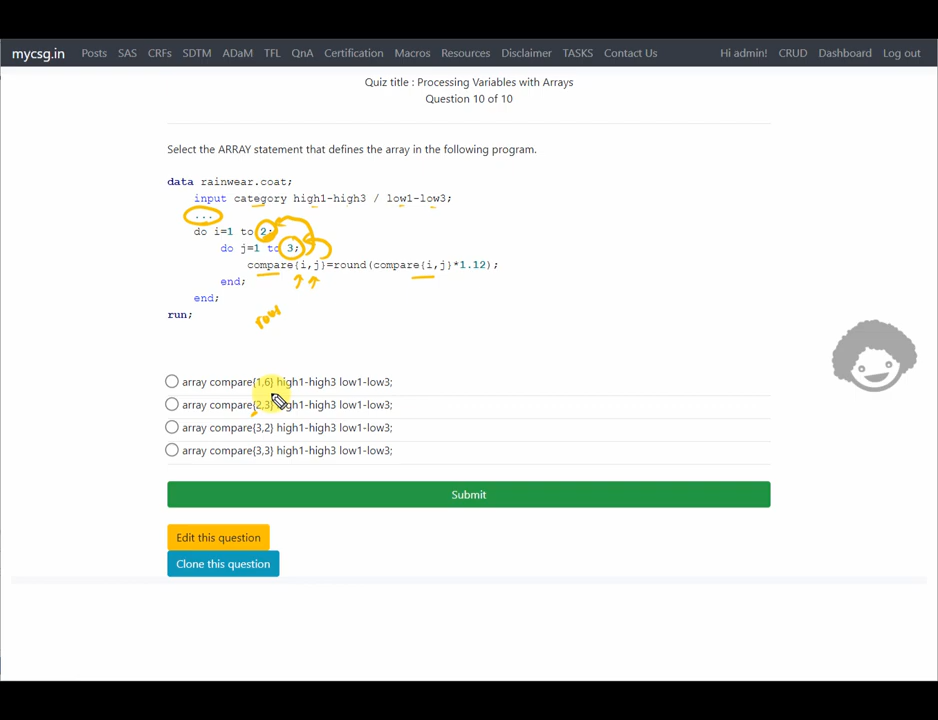 mycsg.in Posts SAS CRFs SDTM ADaM TFL QnA Certification Macros Resources Disclaimer TASKS Contact Us Hi admin! CRUD Dashboard Log out
Quiz title : Processing Variables with Arrays
Question 10 of 10
Select the ARRAY statement that defines the array in the following program.
data rainwear.coat;
input category high1-high3 / low1-low3;
...
do i=1 to 2;
do j=1 to 3;
compare{i,j}=round(compare{i,j}*1.12);
end;
end;
run;
row
array compare{1,6} high1-high3 low1-low3;
array compare{2,3} high1-high3 low1-low3;
array compare{3,2} high1-high3 low1-low3;
array compare{3,3} high1-high3 low1-low3;
Submit
Edit this question
Clone this question